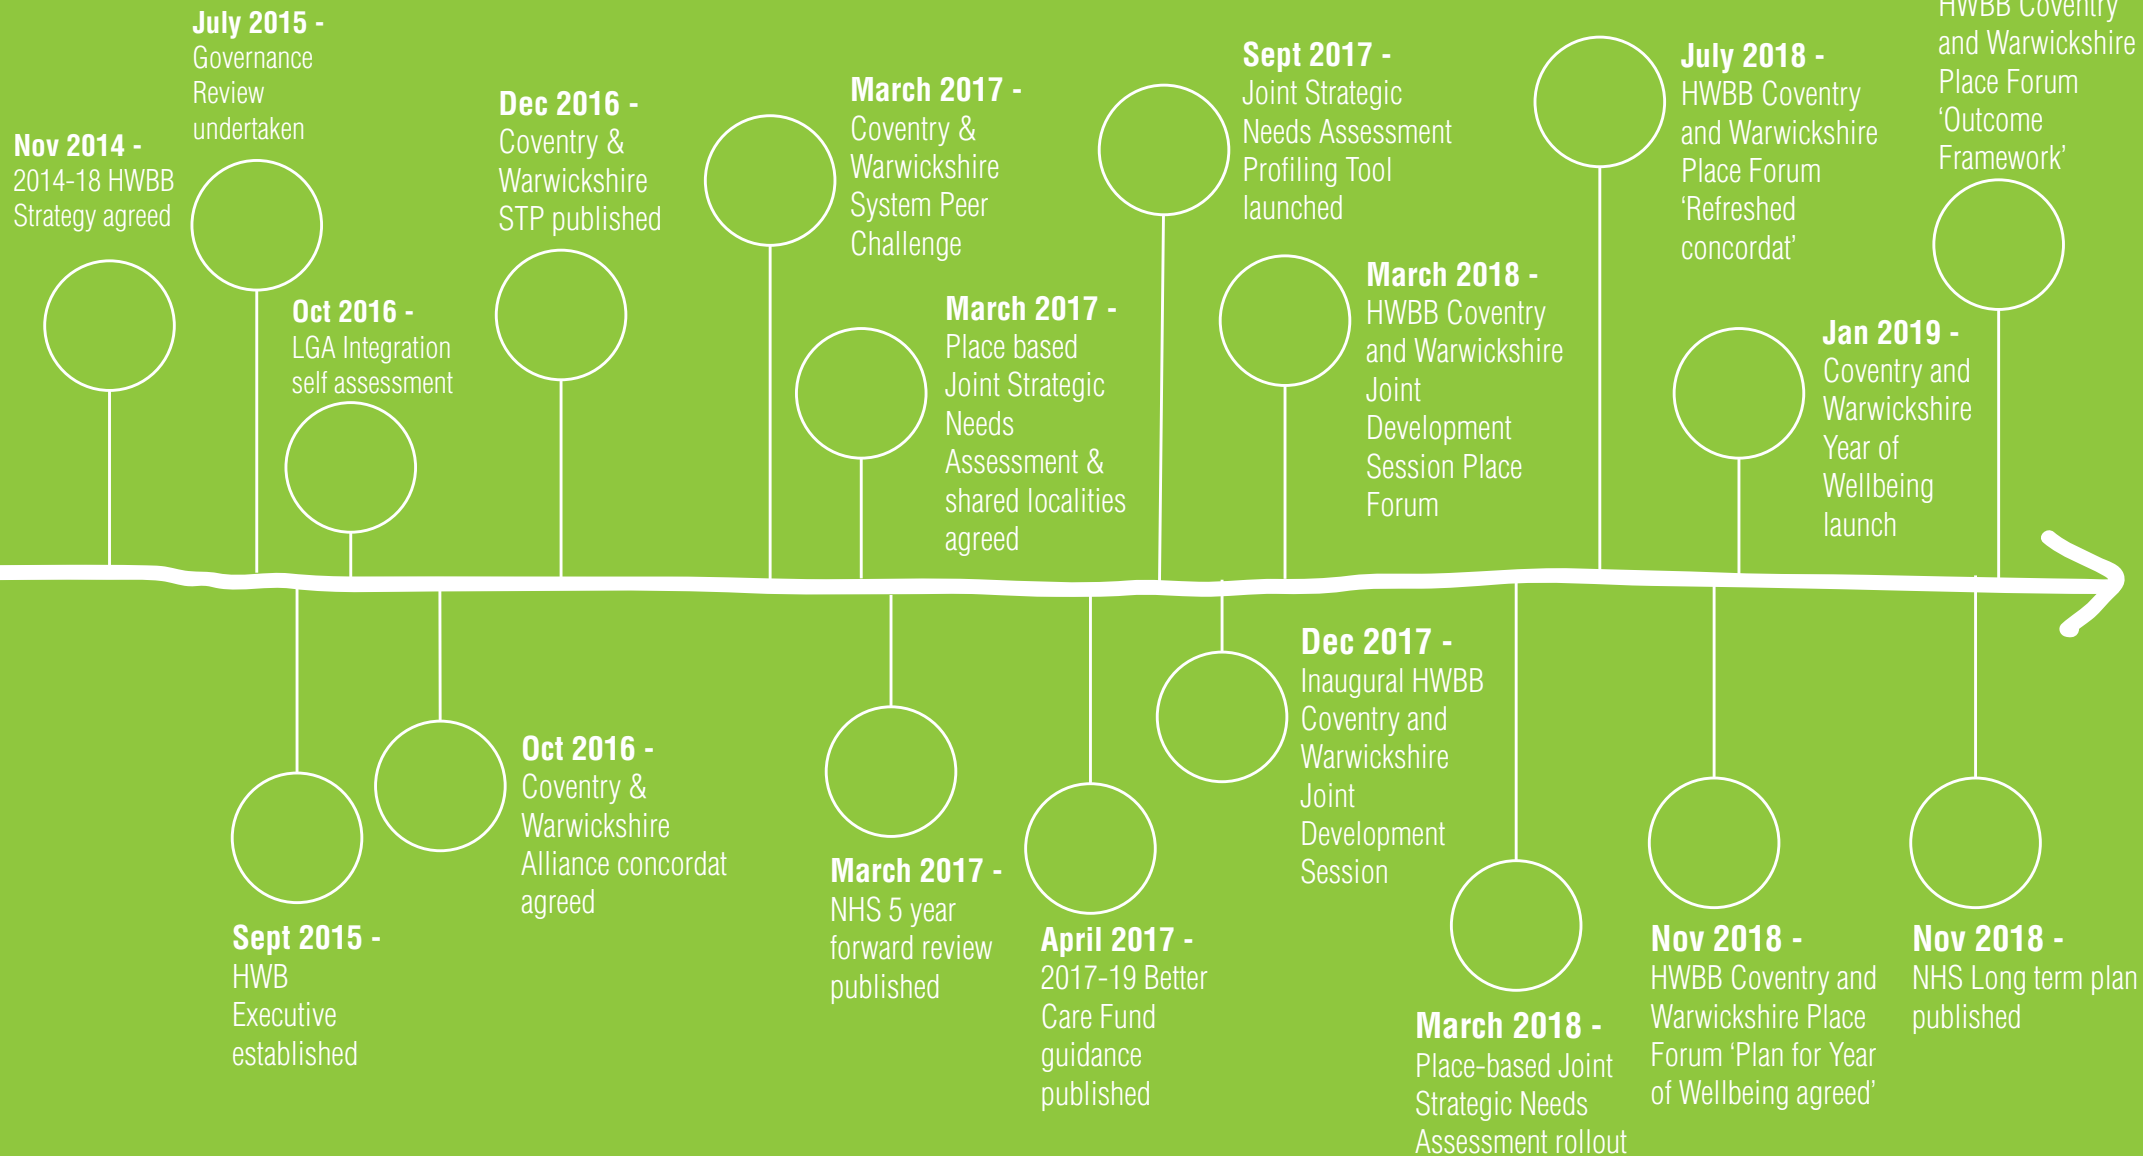 Nov 2014 -
2014-18 HWBB
Strategy agreed
July 2015 -
Governance
Review
undertaken
Sept 2015 -
HWB
Executive
established
Oct 2016 -
LGA Integration
self assessment
Oct 2016 -
Coventry &
Warwickshire
Alliance concordat
agreed
Dec 2016 -
Coventry &
Warwickshire
STP published
March 2017 -
Coventry &
Warwickshire
System Peer
Challenge
March 2017 -
Place based
Joint Strategic
Needs
Assessment &
shared localities
agreed
March 2017 -
NHS 5 year
forward review
published
April 2017 -
2017-19 Better
Care Fund
guidance
published
Sept 2017 -
Joint Strategic
Needs Assessment
Profiling Tool
launched
Dec 2017 -
Inaugural HWBB
Coventry and
Warwickshire
Joint
Development
Session
March 2018 -
HWBB Coventry
and Warwickshire
Joint
Development
Session Place
Forum
March 2018 -
Place-based Joint
Strategic Needs
Assessment rollout
July 2018 -
HWBB Coventry
and Warwickshire
Place Forum
‘Refreshed
concordat’
Nov 2018 -
HWBB Coventry and
Warwickshire Place
Forum ‘Plan for Year
of Wellbeing agreed’
Jan 2019 -
Coventry and
Warwickshire
Year of
Wellbeing
launch
Nov 2018 -
NHS Long term plan
published
HWBB Coventry
and Warwickshire
Place Forum
‘Outcome
Framework’